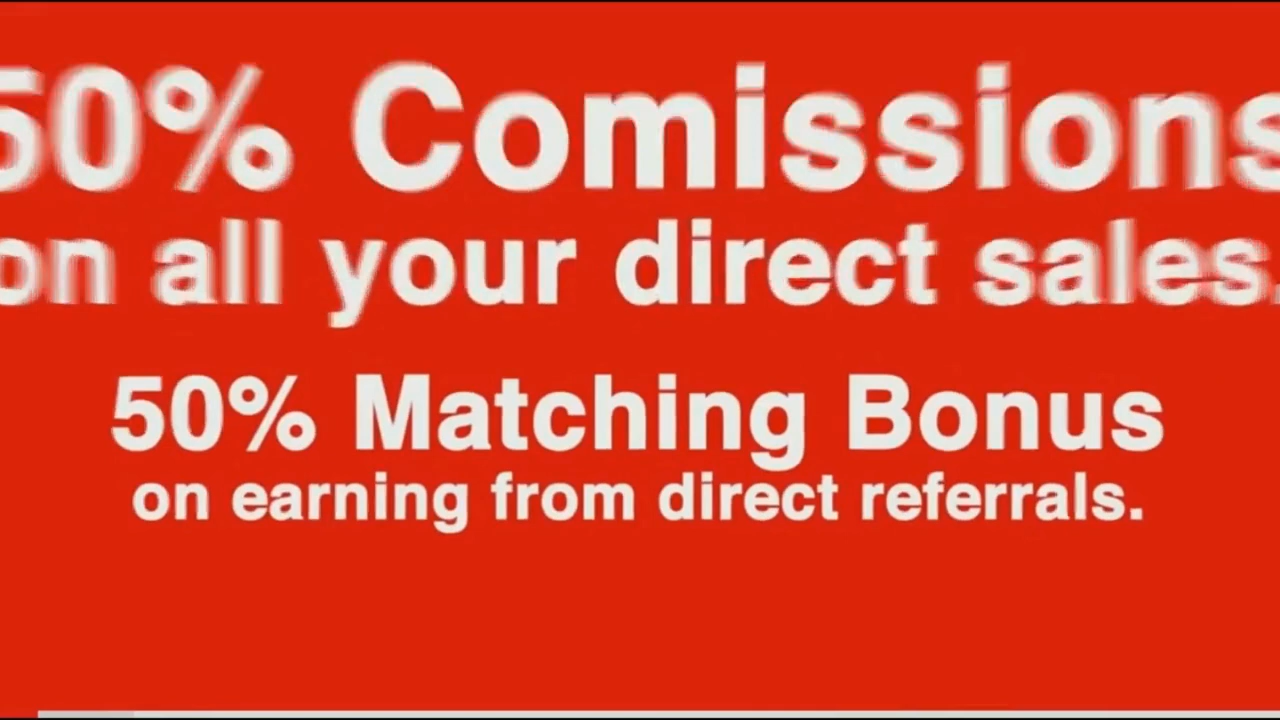 50% Comissions
on all your direct sales.
50% Matching Bonus
on earning from direct referrals.